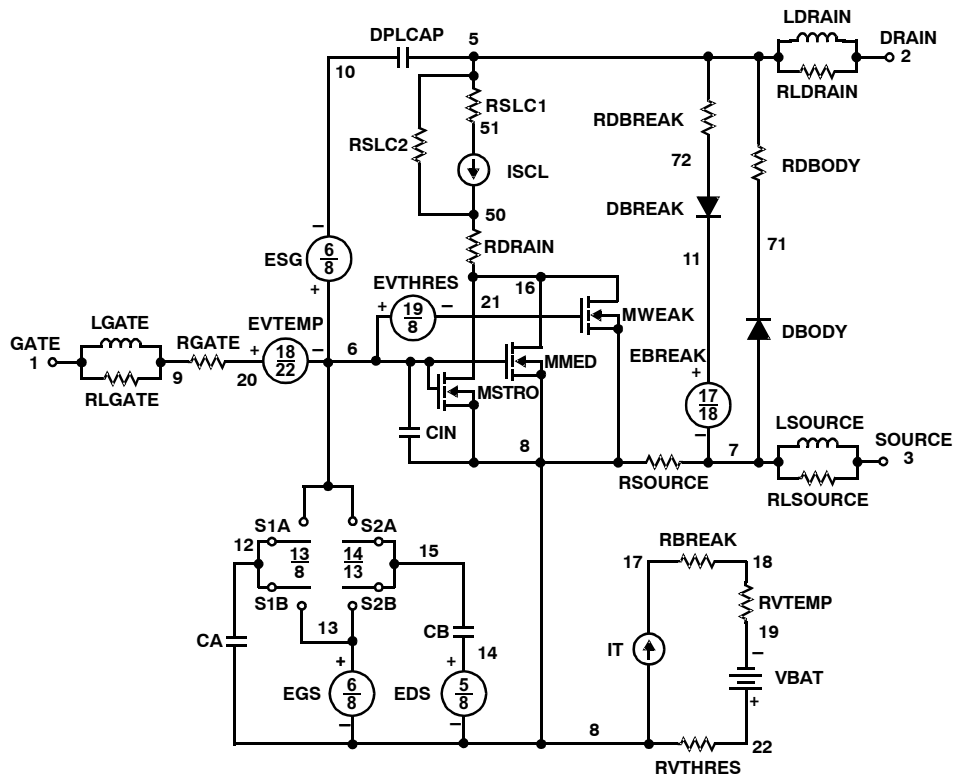 LDRAIN
DPLCAP
5
DRAIN
2
10
RLDRAIN
RSLC1
51
RSLC2
ISCL
RDBREAK
72
RDBODY
DBREAK
50
RDRAIN
11
71
−
ESG
6
8
+
EVTHRES
+
19
8
−
21
16
MWEAK
LGATE
GATE
1
RLGATE
9
RGATE
20
EVTEMP
+
18
22
−
6
MMED
MSTRO
DBODY
EBREAK
+
17
18
−
CIN
8
RSOURCE
7
LSOURCE
SOURCE
3
RLSOURCE
S1A
S2A
12
13
8
14
13
15
S1B
S2B
13
CA
CB
14
+
EGS
6
8
−
+
EDS
5
8
−
RBREAK
17
18
RVTEMP
19
IT
−
VBAT
+
8
22
RVTHRES